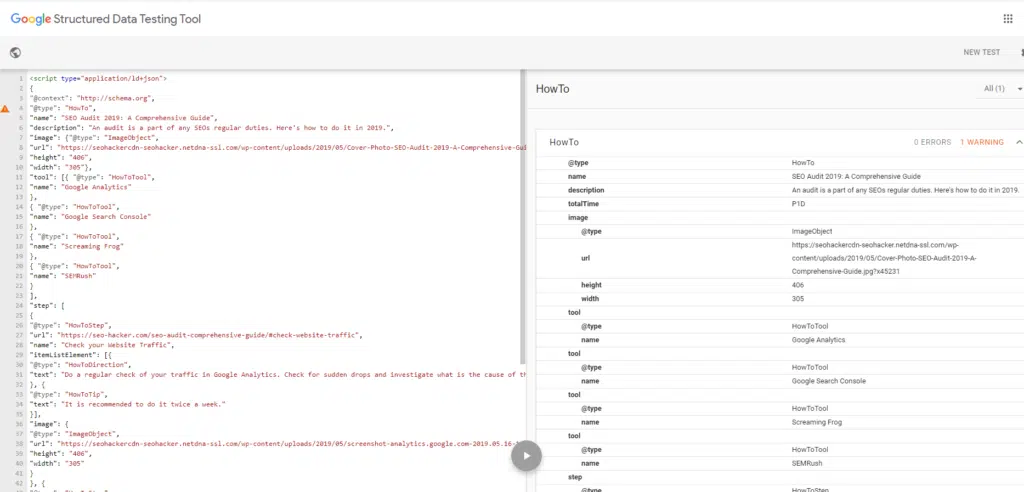 Google Structured Data Testing Tool
NEW TEST
1 <script type="application/ld+json">
2 {
3 "@context": "http://schema.org",
4 "@type": "HowTo",
5 "name": "SEO Audit 2019: A Comprehensive Guide",
6 "description": "An audit is a part of any SEOs regular duties. Here's how to do it in 2019.",
7 "image": {"@type": "ImageObject",
8 "url": "https://seohackercdn-seohacker.netdna-ssl.com/wp-content/uploads/2019/05/Cover-Photo-SEO-Audit-2019-A-Comprehensive-Gui
9 "height": "406",
10 "width": "305"},
11 "tool": [{ "@type": "HowToTool",
12 "name": "Google Analytics"
13 },
14 { "@type": "HowToTool",
15 "name": "Google Search Console"
16 },
17 { "@type": "HowToTool",
18 "name": "Screaming Frog"
19 },
20 { "@type": "HowToTool",
21 "name": "SEMRush"
22 }
23 ],
24 "step": [
25 {
26 "@type": "HowToStep",
27 "url": "https://seo-hacker.com/seo-audit-comprehensive-guide/#check-website-traffic",
28 "name": "Check your Website Traffic",
29 "itemListElement": [{
30 "@type": "HowToDirection",
31 "text": "Do a regular check of your traffic in Google Analytics. Check for sudden drops and investigate what is the cause of th
32 }, {
33 "@type": "HowToTip",
34 "text": "It is recommended to do it twice a week."
35 }],
36 "image": {
37 "@type": "ImageObject",
38 "url": "https://seohackercdn-seohacker.netdna-ssl.com/wp-content/uploads/2019/05/screenshot-analytics.google.com-2019.05.16-
39 "height": "406",
40 "width": "305"
41 }
42 }, {
HowTo
All (1)
HowTo 0 ERRORS 1 WARNING
@type HowTo
name SEO Audit 2019: A Comprehensive Guide
description An audit is a part of any SEOs regular duties. Here's how to do it in 2019.
totalTime P1D
image
@type ImageObject
url https://seohackercdn-seohacker.netdna-ssl.com/wp-
content/uploads/2019/05/Cover-Photo-SEO-Audit-2019-A-
Comprehensive-Guide.jpg?x45231
height 406
width 305
tool
@type HowToTool
name Google Analytics
tool
@type HowToTool
name Google Search Console
tool
@type HowToTool
name Screaming Frog
tool
@type HowToTool
name SEMRush
step
@type HowToStep